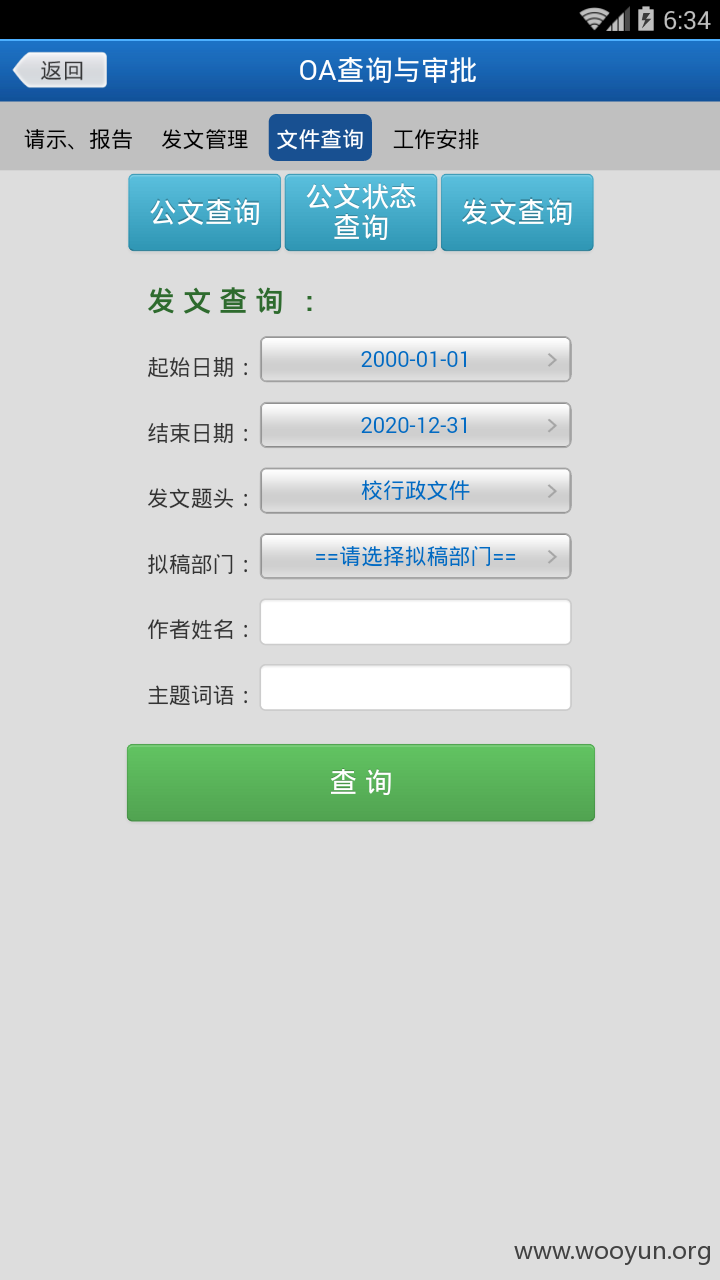 6:34
返回
OA查询与审批
请示、报告 发文管理 文件查询 工作安排
公文查询 公文状态查询 发文查询
发文查询 :
起始日期: 2000-01-01
结束日期: 2020-12-31
发文题头: 校行政文件
拟稿部门: ==请选择拟稿部门==
作者姓名:
主题词语:
查 询
www.wooyun.org